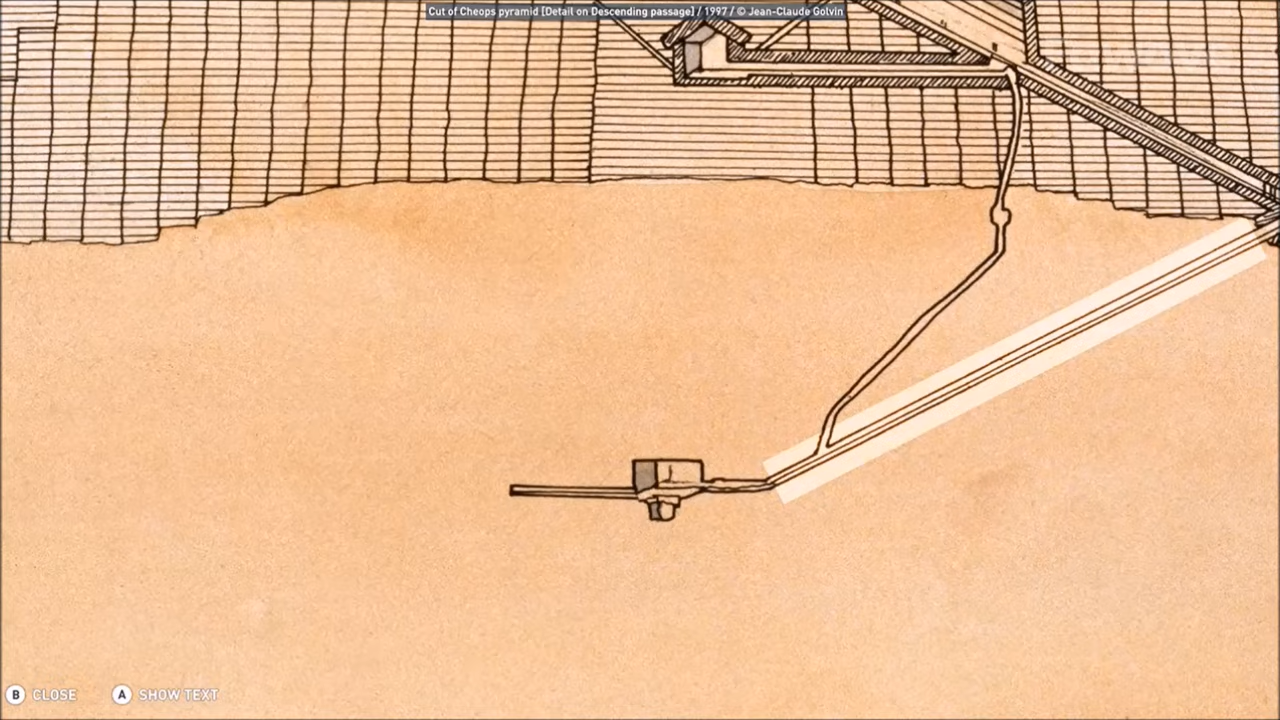 Cut of Cheops pyramid [Detail on Descending passage] / 1997 / © Jean-Claude Golvin
B CLOSE A SHOW TEXT